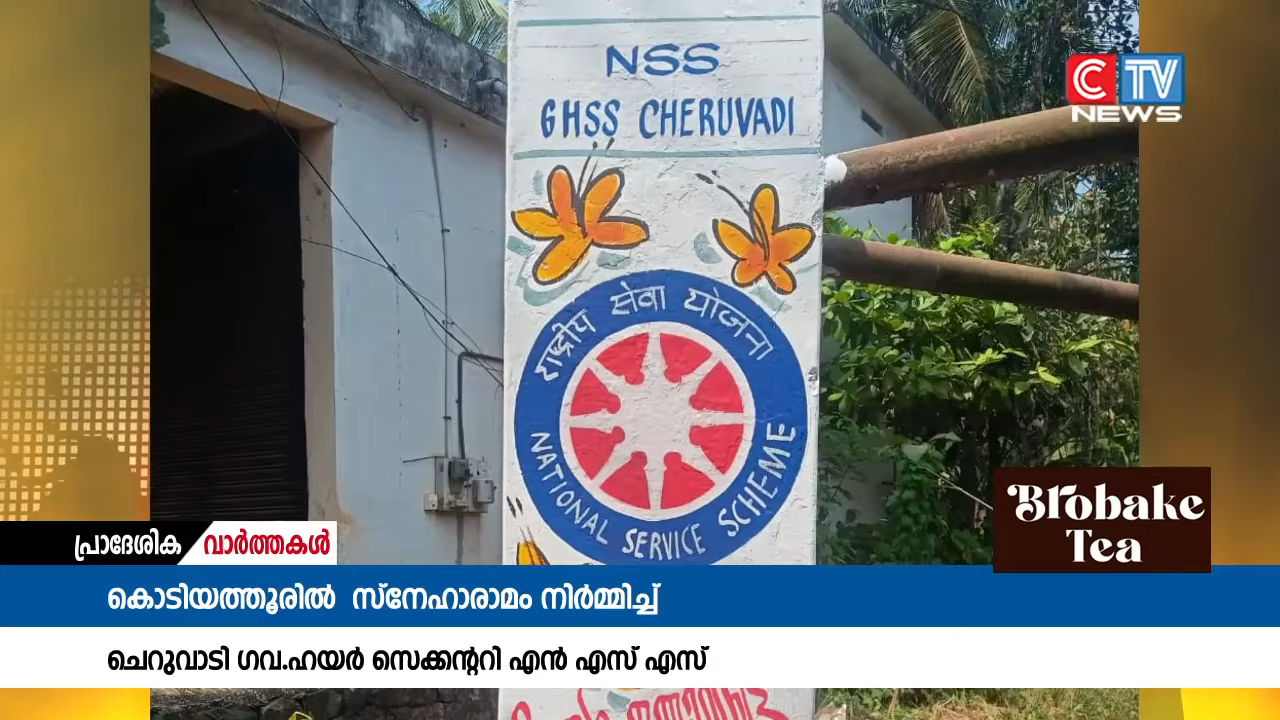 NSS
GHSS CHERUVADI
CTV
NEWS
राष्ट्रीय सेवा योजना
NATIONAL SERVICE SCHEME
Brobake
Tea
പ്രാദേശിക വാർത്തകൾ
കൊടിയത്തൂരിൽ സ്നേഹാരാമം നിർമ്മിച്ച്
ചെറുവാടി ഗവ.ഹയർ സെക്കന്ററി എൻ എസ് എസ്